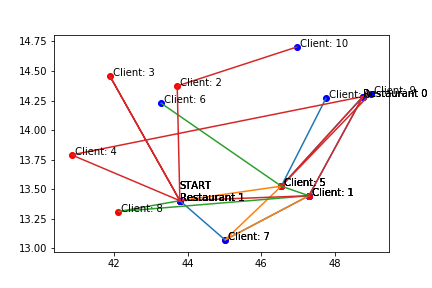 14.75
14.50
14.25
14.00
13.75
13.50
13.25
13.00
42
44
46
48
Client: 10
Client: 3
Client: 2
Client: 9
Client:
Restaurant 0
Client: 6
Client: 4
START
Client: 5
Restaurant 1
Client: 1
Client: 8
Client: 7